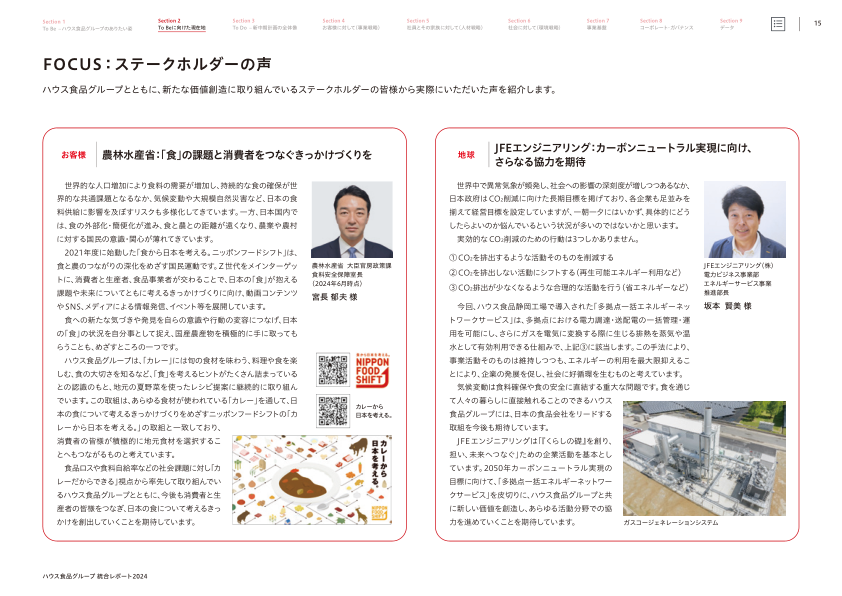 Section 1
To Be －ハウス食品グループのありたい姿
Section 2
To Beに向けた現在地
Section 3
To Do －新中期計画の全体像
Section 4
お客様に対して（事業戦略）
Section 5
社員とその家族に対して（人材戦略）
Section 6
社会に対して（環境戦略）
Section 7
事業基盤
Section 8
コーポレート・ガバナンス
Section 9
データ
15
FOCUS：ステークホルダーの声
ハウス食品グループとともに、新たな価値創造に取り組んでいるステークホルダーの皆様から実際にいただいた声を紹介します。
お客様
農林水産省：「食」の課題と消費者をつなぐきっかけづくりを
世界的な人口増加により食料の需要が増加し、持続的な食の確保が世
界的な共通課題となるなか、気候変動や大規模自然災害など、日本の食
料供給に影響を及ぼすリスクも多様化してきています。一方、日本国内で
は、食の外部化・簡便化が進み、食と農との距離が遠くなり、農業や農村
に対する国民の意識・関心が薄れてきています。
2021年度に始動した「食から日本を考える。ニッポンフードシフト」は、
食と農のつながりの深化をめざす国民運動です。Z世代をメインターゲッ
トに、消費者と生産者、食品事業者が交わることで、日本の「食」が抱える
課題や未来についてともに考えるきっかけづくりに向け、動画コンテンツ
やSNS、メディアによる情報発信、イベント等を展開しています。
食への新たな気づきや発見を自らの意識や行動の変容につなげ、日本
の「食」の状況を自分事として捉え、国産農産物を積極的に手に取っても
らうことも、めざすところの一つです。
ハウス食品グループは、「カレー」には旬の食材を味わう、料理や食を楽
しむ、食の大切さを知るなど、「食」を考えるヒントがたくさん詰まっている
との認識のもと、地元の夏野菜を使ったレシピ提案に継続的に取り組ん
でいます。この取組は、あらゆる食材が使われている「カレー」を通して、日
本の食について考えるきっかけづくりをめざすニッポンフードシフトの「カ
レーから日本を考える。」の取組と一致しており、
消費者の皆様が積極的に地元食材を選択するこ
とへもつながるものと考えています。
食品ロスや食料自給率などの社会課題に対し「カ
レーだからできる」視点から率先して取り組んでい
るハウス食品グループとともに、今後も消費者と生
産者の皆様をつなぎ、日本の食について考えるきっ
かけを創出していくことを期待しています。
農林水産省 大臣官房政策課
食料安全保障室長
（2024年6月時点）
宮長 郁夫 様
食から日本を考える。
NIPPON
FOOD
SHIFT
カレーから
日本を考える。
カレーから
日本を考える。
NIPPON
FOOD
SHIFT
地球
JFEエンジニアリング：カーボンニュートラル実現に向け、
さらなる協力を期待
世界中で異常気象が頻発し、社会への影響の深刻度が増しつつあるなか、
日本政府はCO₂削減に向けた長期目標を掲げており、各企業も足並みを
揃えて経営目標を設定していますが、一朝一夕にはいかず、具体的にどう
したらよいのか悩んでいるという状況が多いのではないかと思います。
実効的なCO₂削減のための行動は3つしかありません。
①CO₂を排出するような活動そのものを削減する
②CO₂を排出しない活動にシフトする（再生可能エネルギー利用など）
③CO₂排出が少なくなるような合理的な活動を行う（省エネルギーなど）
今回、ハウス食品静岡工場で導入された「多拠点一括エネルギーネッ
トワークサービス」は、多拠点における電力調達・送配電の一括管理・運
用を可能にし、さらにガスを電気に変換する際に生じる排熱を蒸気や温
水として有効利用できる仕組みで、上記③に該当します。この手法により、
事業活動そのものは維持しつつも、エネルギーの利用を最大限抑えるこ
とにより、企業の発展を促し、社会に好循環を生むものと考えています。
気候変動は食料確保や食の安全に直結する重大な問題です。食を通じ
て人々の暮らしに直接触れることのできるハウス
食品グループには、日本の食品会社をリードする
取組を今後も期待しています。
JFEエンジニアリングは『「くらしの礎」を創り、
担い、未来へつなぐ』ための企業活動を基本とし
ています。2050年カーボンニュートラル実現の
目標に向けて、「多拠点一括エネルギーネットワー
クサービス」を皮切りに、ハウス食品グループと共
に新しい価値を創造し、あらゆる活動分野での協
力を進めていくことを期待しています。
JFEエンジニアリング（株）
電力ビジネス事業部
エネルギーサービス事業
推進部長
坂本 賢美 様
ガスコージェネレーションシステム
ハウス食品グループ 統合レポート2024